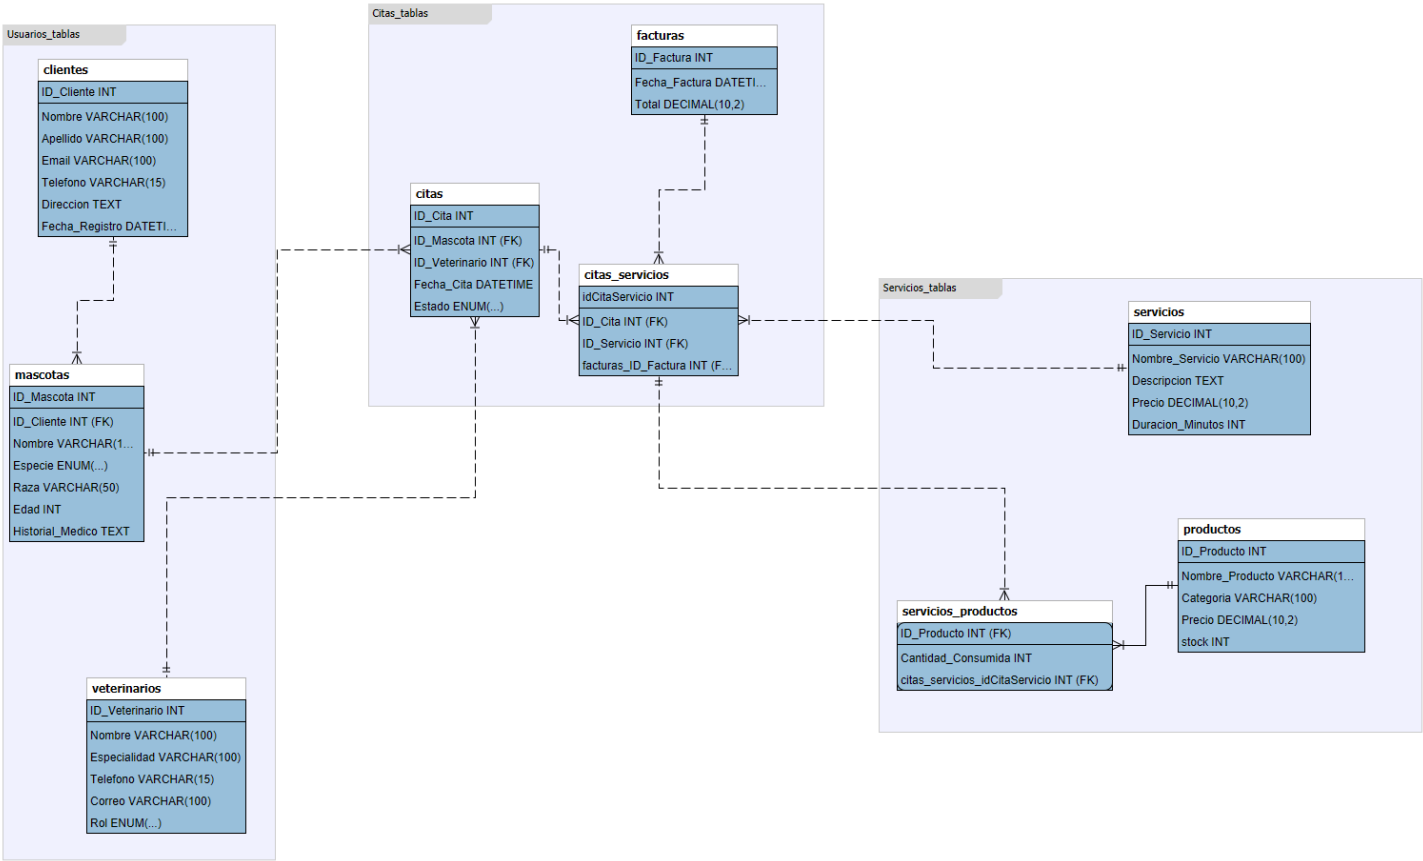 Usuarios_tablas
clientes
ID_Cliente INT
Nombre VARCHAR(100)
Apellido VARCHAR(100)
Email VARCHAR(100)
Telefono VARCHAR(15)
Direccion TEXT
Fecha_Registro DATETI...
mascotas
ID_Mascota INT
ID_Cliente INT (FK)
Nombre VARCHAR(1...
Especie ENUM(...)
Raza VARCHAR(50)
Edad INT
Historial_Medico TEXT
veterinarios
ID_Veterinario INT
Nombre VARCHAR(100)
Especialidad VARCHAR(100)
Telefono VARCHAR(15)
Correo VARCHAR(100)
Rol ENUM(...)
Citas_tablas
facturas
ID_Factura INT
Fecha_Factura DATETI...
Total DECIMAL(10,2)
citas
ID_Cita INT
ID_Mascota INT (FK)
ID_Veterinario INT (FK)
Fecha_Cita DATETIME
Estado ENUM(...)
citas_servicios
idCitaServicio INT
ID_Cita INT (FK)
ID_Servicio INT (FK)
facturas_ID_Factura INT (F...
Servicios_tablas
servicios
ID_Servicio INT
Nombre_Servicio VARCHAR(100)
Descripcion TEXT
Precio DECIMAL(10,2)
Duracion_Minutos INT
productos
ID_Producto INT
Nombre_Producto VARCHAR(1...
Categoria VARCHAR(100)
Precio DECIMAL(10,2)
stock INT
servicios_productos
ID_Producto INT (FK)
Cantidad_Consumida INT
citas_servicios_idCitaServicio INT (FK)